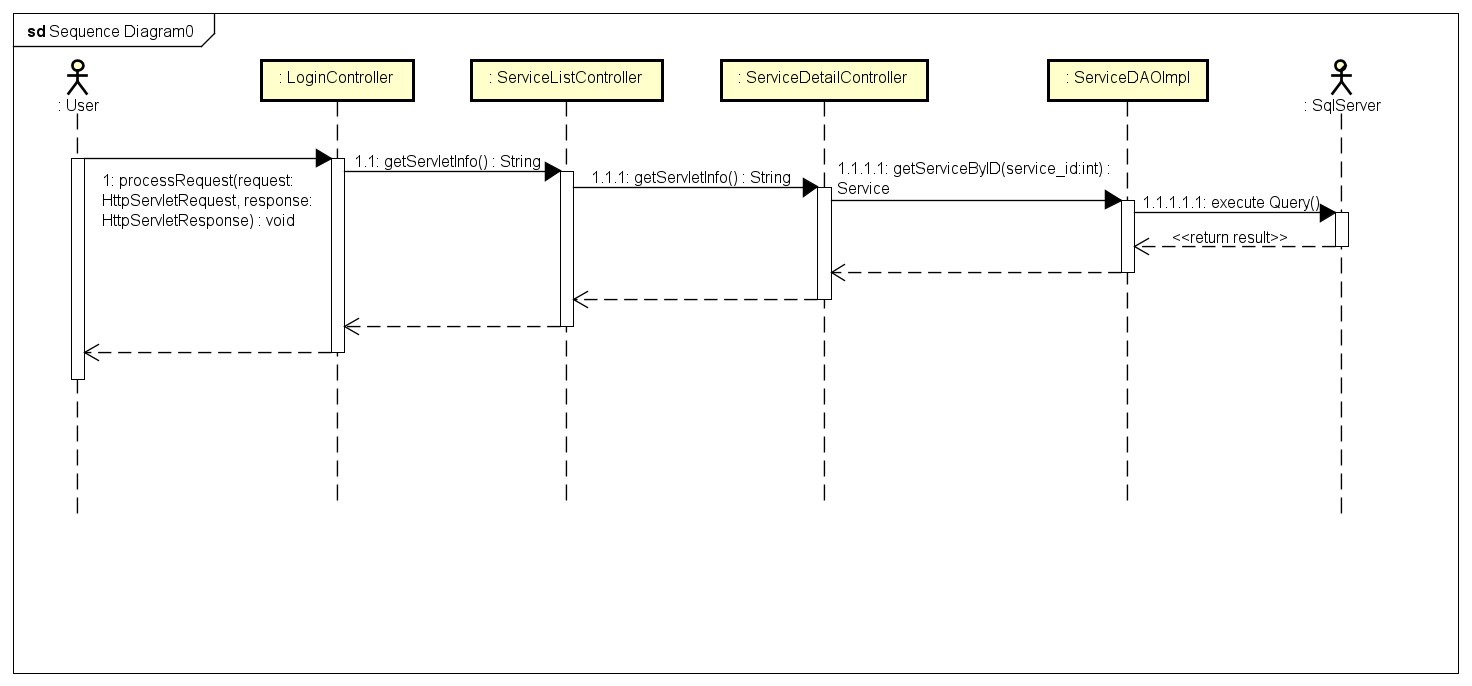 sd Sequence Diagram0
: User
: LoginController
: ServiceListController
: ServiceDetailController
: ServiceDAOImpl
: SqlServer
1: processRequest(request:
HttpServletRequest, response:
HttpServletResponse) : void
1.1: getServletInfo() : String
1.1.1: getServletInfo() : String
1.1.1.1: getServiceByID(service_id:int) :
Service
1.1.1.1.1: execute Query()
<<return result>>